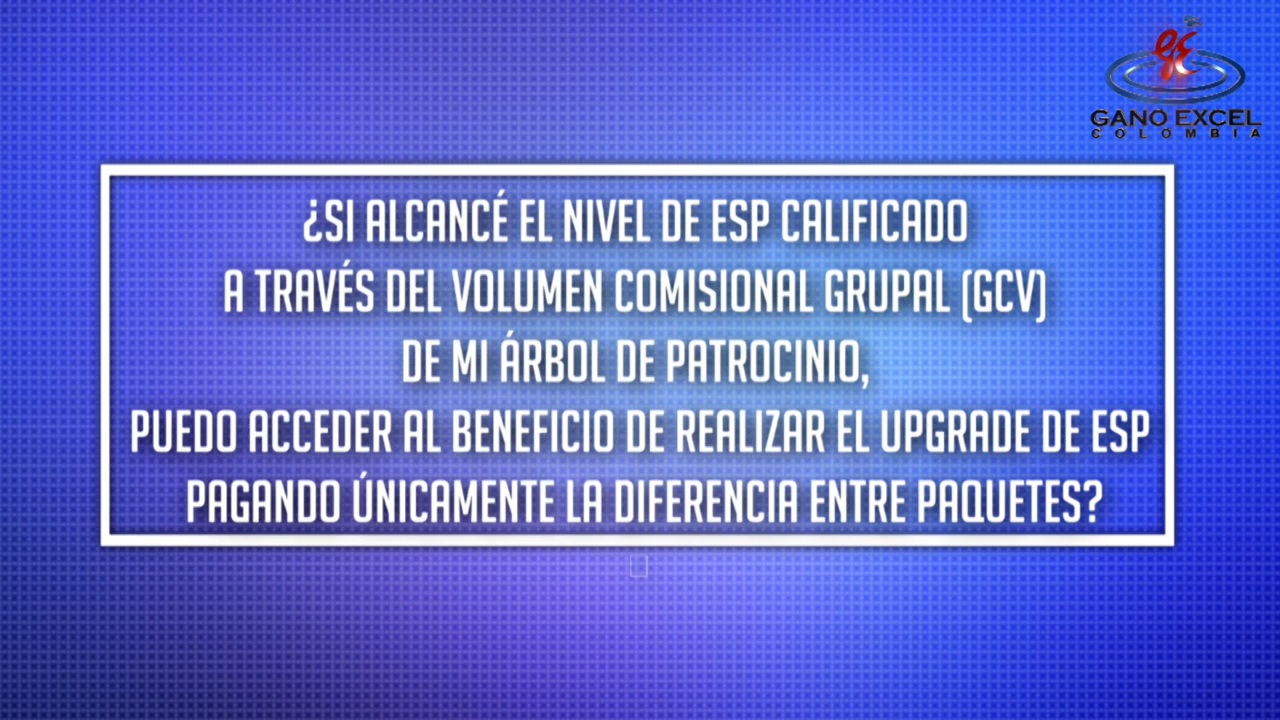 GANO EXCEL
COLOMBIA
¿SI ALCANCÉ EL NIVEL DE ESP CALIFICADO
A TRAVÉS DEL VOLUMEN COMISIONAL GRUPAL (GCV)
DE MI ÁRBOL DE PATROCINIO,
PUEDO ACCEDER AL BENEFICIO DE REALIZAR EL UPGRADE DE ESP
PAGANDO ÚNICAMENTE LA DIFERENCIA ENTRE PAQUETES?